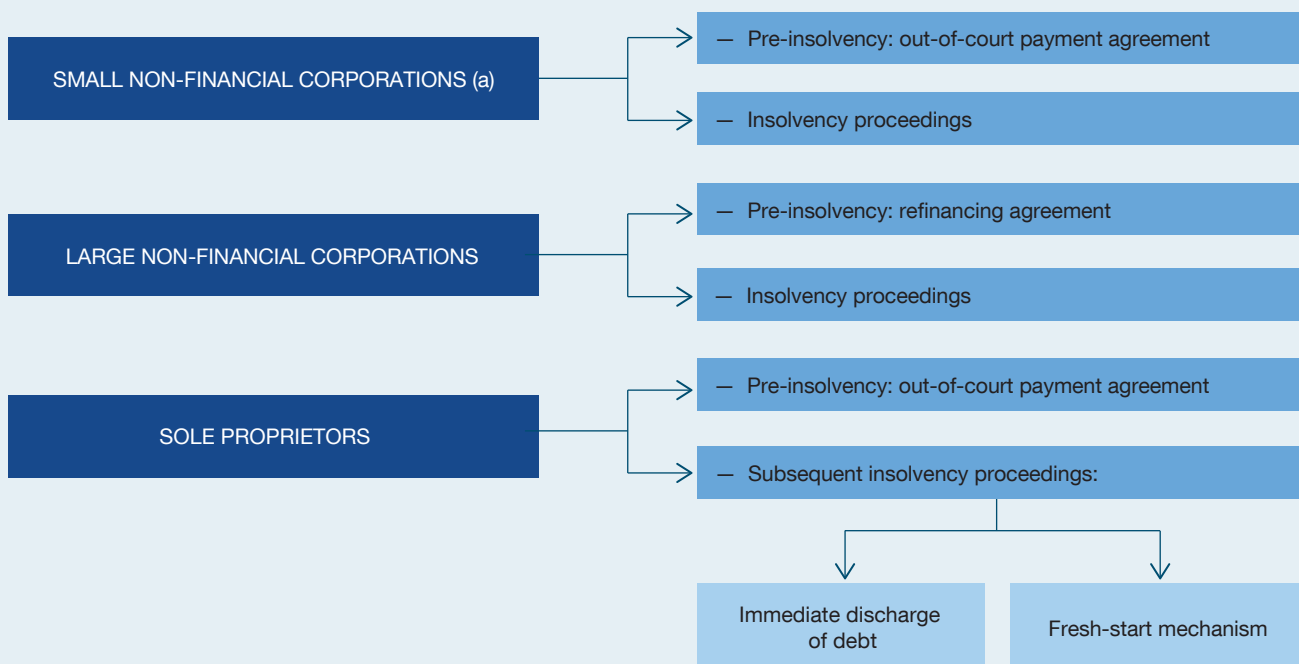 SMALL NON-FINANCIAL CORPORATIONS (a)
— Pre-insolvency: out-of-court payment agreement
— Insolvency proceedings
LARGE NON-FINANCIAL CORPORATIONS
— Pre-insolvency: refinancing agreement
— Insolvency proceedings
SOLE PROPRIETORS
— Pre-insolvency: out-of-court payment agreement
— Subsequent insolvency proceedings:
Immediate discharge
of debt
Fresh-start mechanism